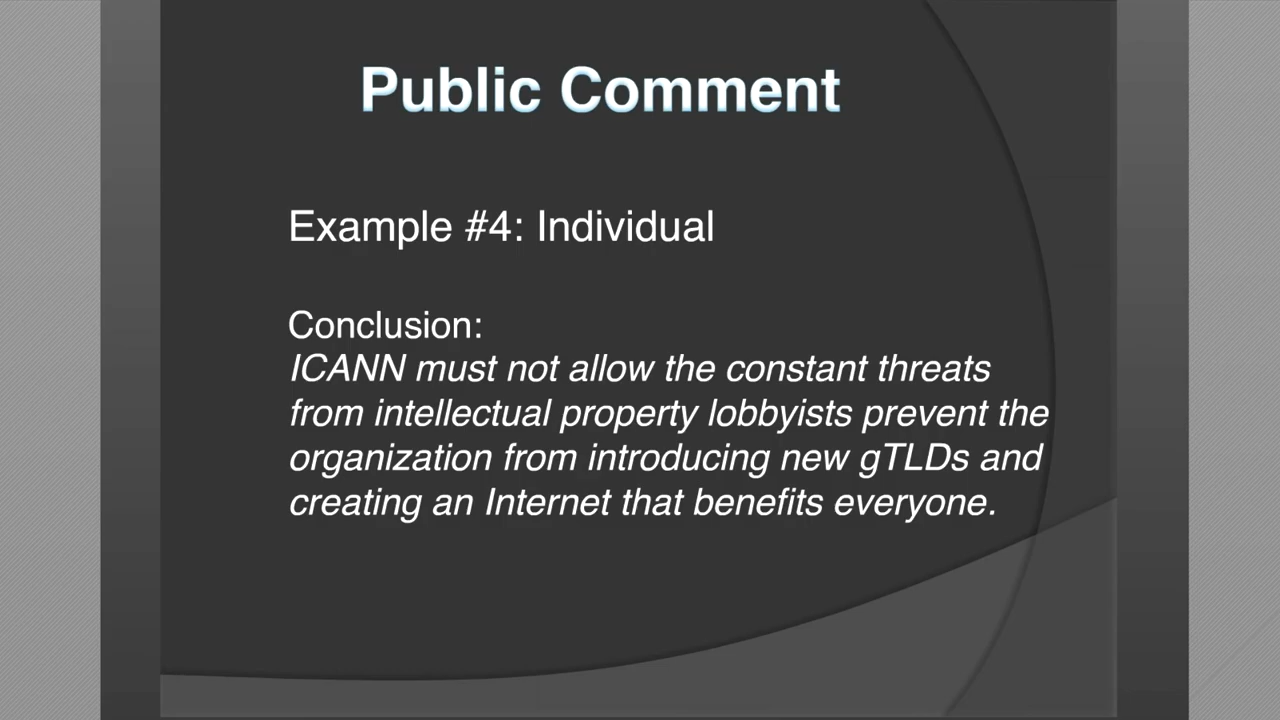 Public Comment
Example #4: Individual
Conclusion:
ICANN must not allow the constant threats
from intellectual property lobbyists prevent the
organization from introducing new gTLDs and
creating an Internet that benefits everyone.